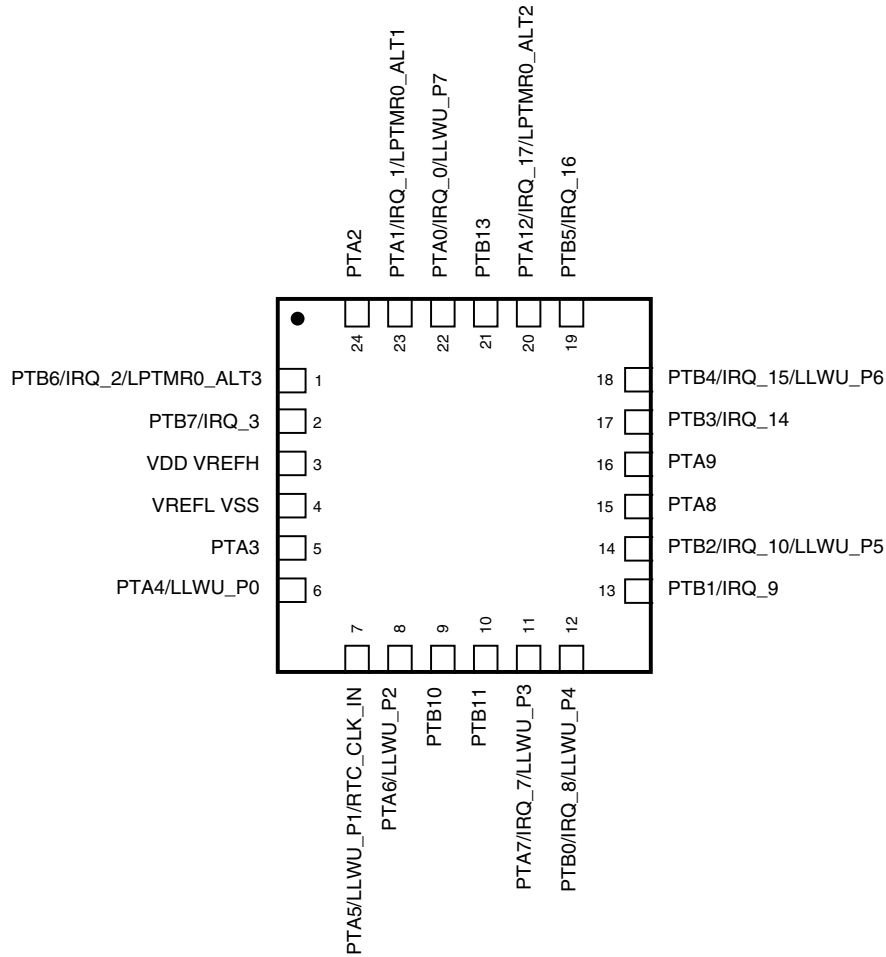 PTA2
PTA1/IRQ_1/LPTMR0_ALT1
PTA0/IRQ_0/LLWU_P7
PTB13
PTA12/IRQ_17/LPTMR0_ALT2
PTB5/IRQ_16
24
23
22
21
20
19
PTB6/IRQ_2/LPTMR0_ALT3
1
PTB7/IRQ_3
2
VDD VREFH
3
VREFL VSS
4
PTA3
5
PTA4/LLWU_P0
6
18
PTB4/IRQ_15/LLWU_P6
17
PTB3/IRQ_14
16
PTA9
15
PTA8
14
PTB2/IRQ_10/LLWU_P5
13
PTB1/IRQ_9
7
8
9
10
11
12
PTA5/LLWU_P1/RTC_CLK_IN
PTA6/LLWU_P2
PTB10
PTB11
PTA7/IRQ_7/LLWU_P3
PTB0/IRQ_8/LLWU_P4